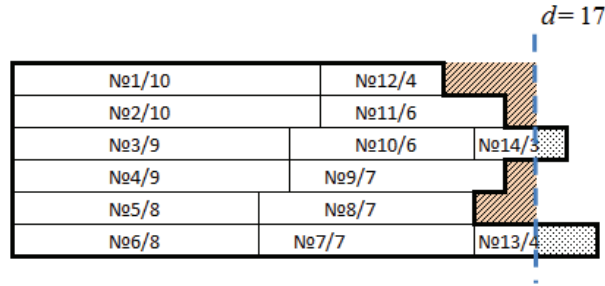 d= 17
№1/10 №12/4
№2/10 №11/6
№3/9 №10/6 №14/3
№4/9 №9/7
№5/8 №8/7
№6/8 №7/7 №13/4